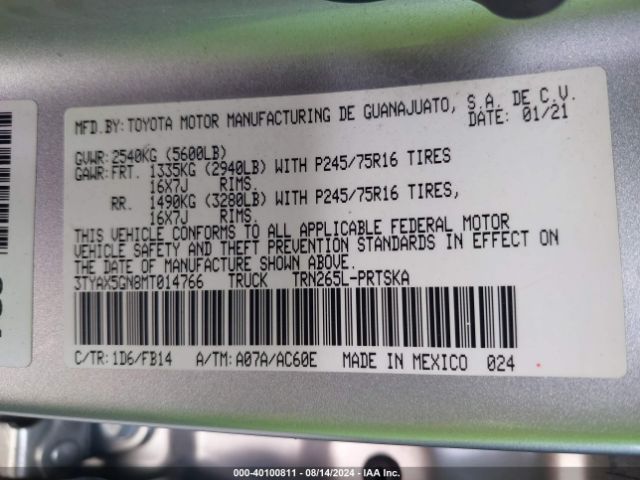 MFD.BY:TOYOTA MOTOR MANUFACTURING DE GUANAJUATO, S.A. DE C.V.
DATE: 01/21
GVWR:2540KG (5600LB)
GAWR:FRT. 1335KG (2940LB) WITH P245/75R16 TIRES
16X7J RIMS.
RR. 1490KG (3280LB) WITH P245/75R16 TIRES,
16X7J RIMS.
THIS VEHICLE CONFORMS TO ALL APPLICABLE FEDERAL MOTOR
VEHICLE SAFETY AND THEFT PREVENTION STANDARDS IN EFFECT ON
THE DATE OF MANUFACTURE SHOWN ABOVE.
3TYAX5GN8MT014766 TRUCK TRN265L-PRTSKA
C/TR:1D6/FB14 A/TM:A07A/AC60E MADE IN MEXICO 024
000-40100811 - 08/14/2024 - IAA Inc.